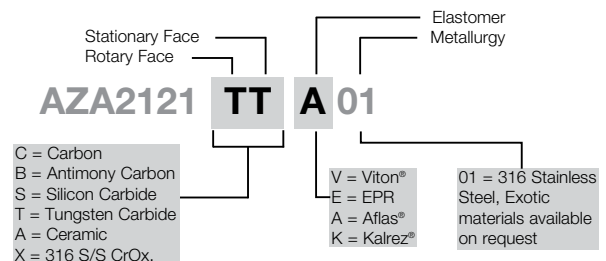 Stationary Face
Rotary Face
Elastomer
Metallurgy
AZA2121 TT A 01
C = Carbon
B = Antimony Carbon
S = Silicon Carbide
T = Tungsten Carbide
A = Ceramic
X = 316 S/S CrOx.
V = Viton®
E = EPR
A = Aflas®
K = Kalrez®
01 = 316 Stainless
Steel, Exotic
materials available
on request